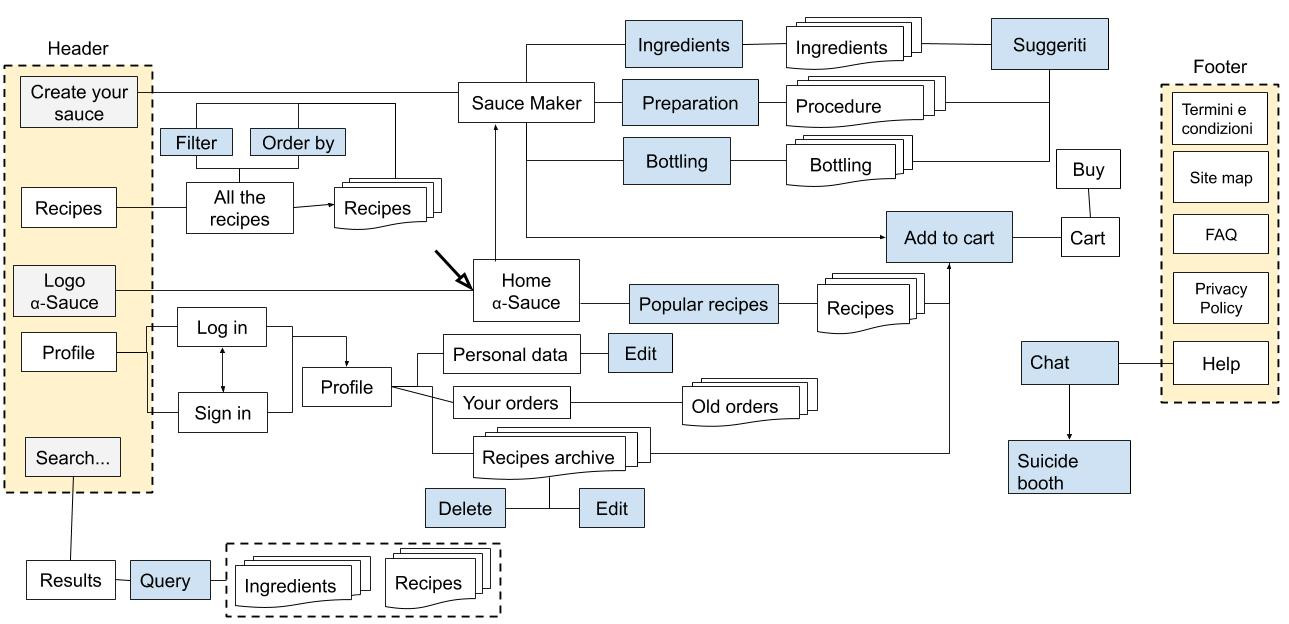 Header
Create your
sauce
Filter
Order by
Recipes
All the
recipes
Recipes
Logo
α-Sauce
Profile
Log in
Sign in
Search...
Results
Query
Ingredients
Recipes
Profile
Personal data
Edit
Your orders
Old orders
Recipes archive
Delete
Edit
Sauce Maker
Home
α-Sauce
Ingredients
Ingredients
Suggeriti
Preparation
Procedure
Bottling
Bottling
Popular recipes
Recipes
Add to cart
Buy
Cart
Chat
Suicide
booth
Footer
Termini e
condizioni
Site map
FAQ
Privacy
Policy
Help